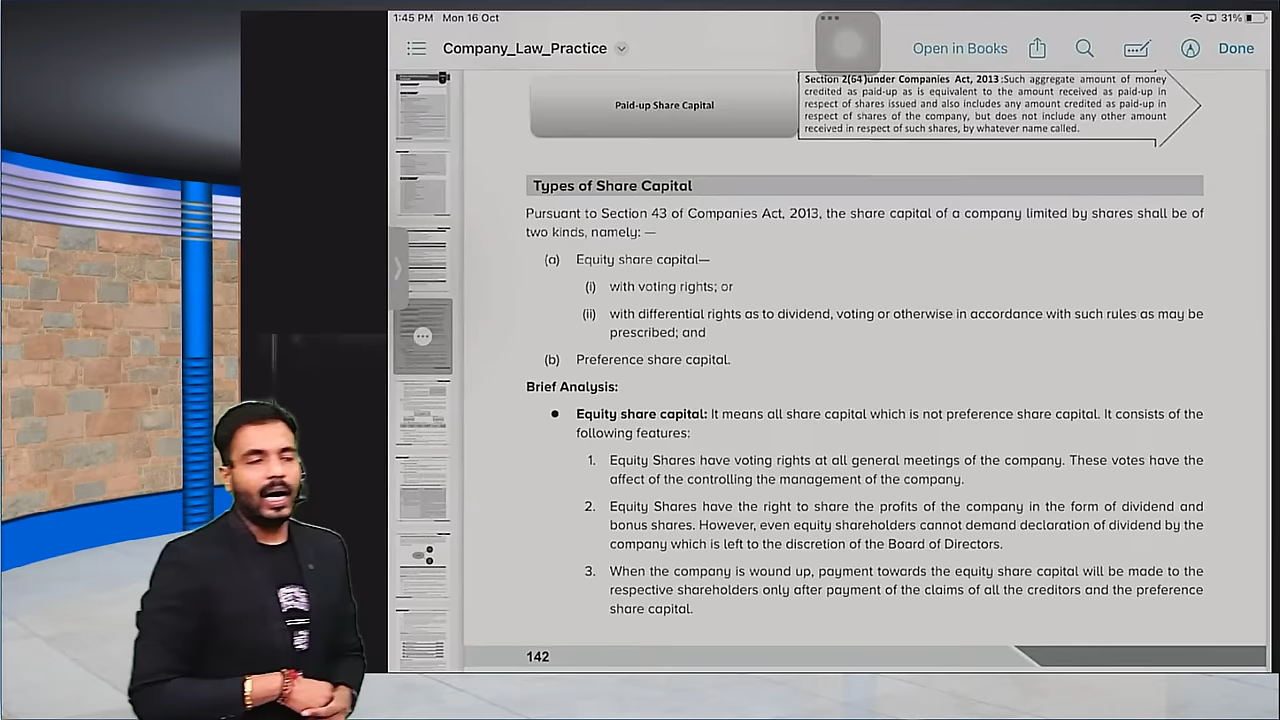 1:45 PM Mon 16 Oct
31%
Company_Law_Practice
Open in Books
Done
Section 2(64)under Companies Act, 2013 :Such aggregate amount of money
credited as paid-up as is equivalent to the amount received as paid-up in
respect of shares issued and also includes any amount credited as paid-up in
respect of shares of the company, but does not include any other amount
received in respect of such shares, by whatever name called.
Paid-up Share Capital
Types of Share Capital
Pursuant to Section 43 of Companies Act, 2013, the share capital of a company limited by shares shall be of
two kinds, namely: —
(a) Equity share capital—
(i) with voting rights; or
(ii) with differential rights as to dividend, voting or otherwise in accordance with such rules as may be
prescribed; and
(b) Preference share capital.
Brief Analysis:
• Equity share capital: It means all share capital which is not preference share capital. It consists of the
following features:
1. Equity Shares have voting rights at all general meetings of the company. These votes have the
affect of the controlling the management of the company.
2. Equity Shares have the right to share the profits of the company in the form of dividend and
bonus shares. However, even equity shareholders cannot demand declaration of dividend by the
company which is left to the discretion of the Board of Directors.
3. When the company is wound up, payment towards the equity share capital will be made to the
respective shareholders only after payment of the claims of all the creditors and the preference
share capital.
142